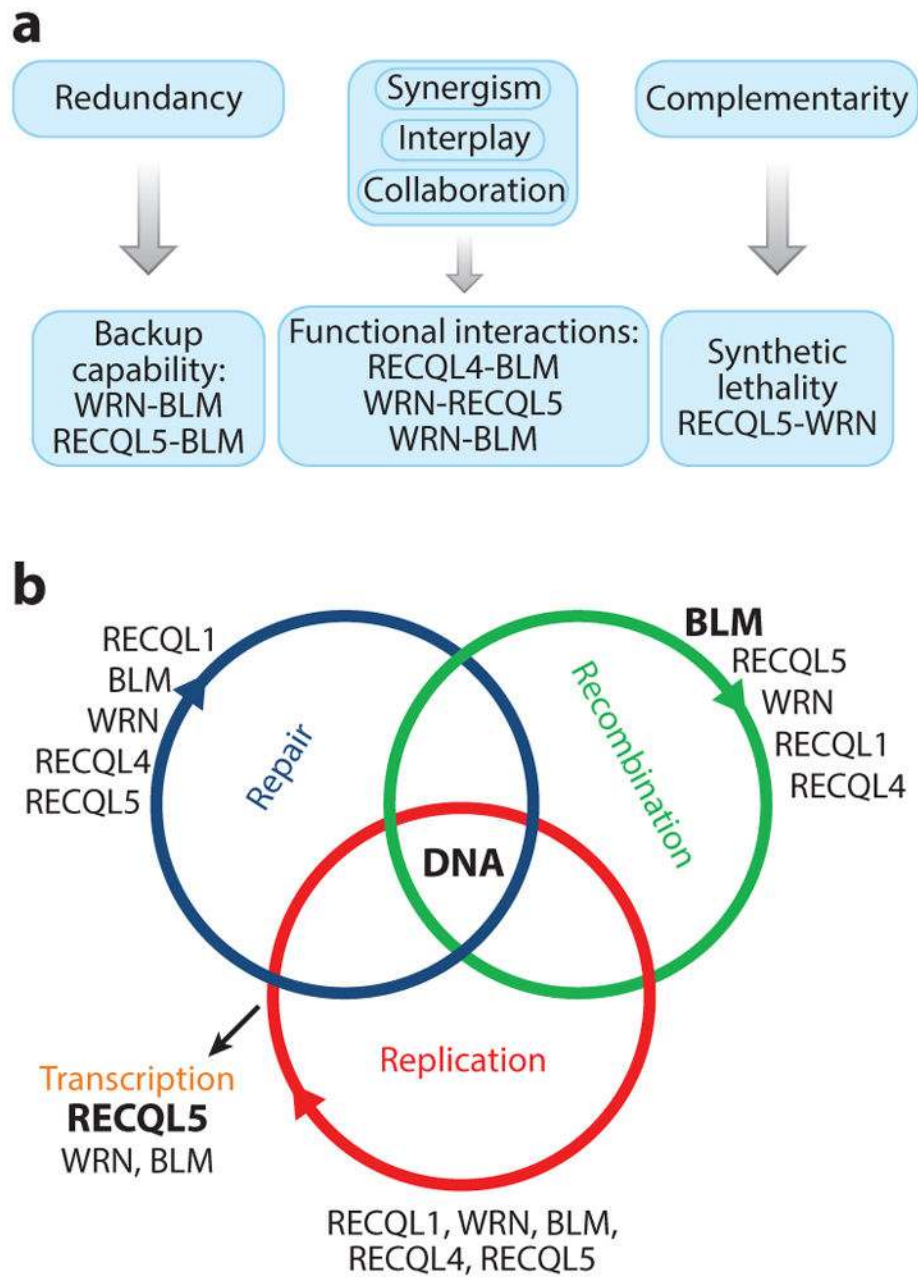 a
Redundancy
Synergism
Interplay
Collaboration
Complementarity
Backup
capability:
WRN-BLM
RECQL5-BLM
Functional interactions:
RECQL4-BLM
WRN-RECQL5
WRN-BLM
Synthetic
lethality
RECQL5-WRN
b
RECQL1
BLM
WRN
RECQL4
RECQL5
Repair
BLM
RECQL5
WRN
RECQL1
RECQL4
Recombination
DNA
Replication
Transcription
RECQL5
WRN, BLM
RECQL1, WRN, BLM,
RECQL4, RECQL5